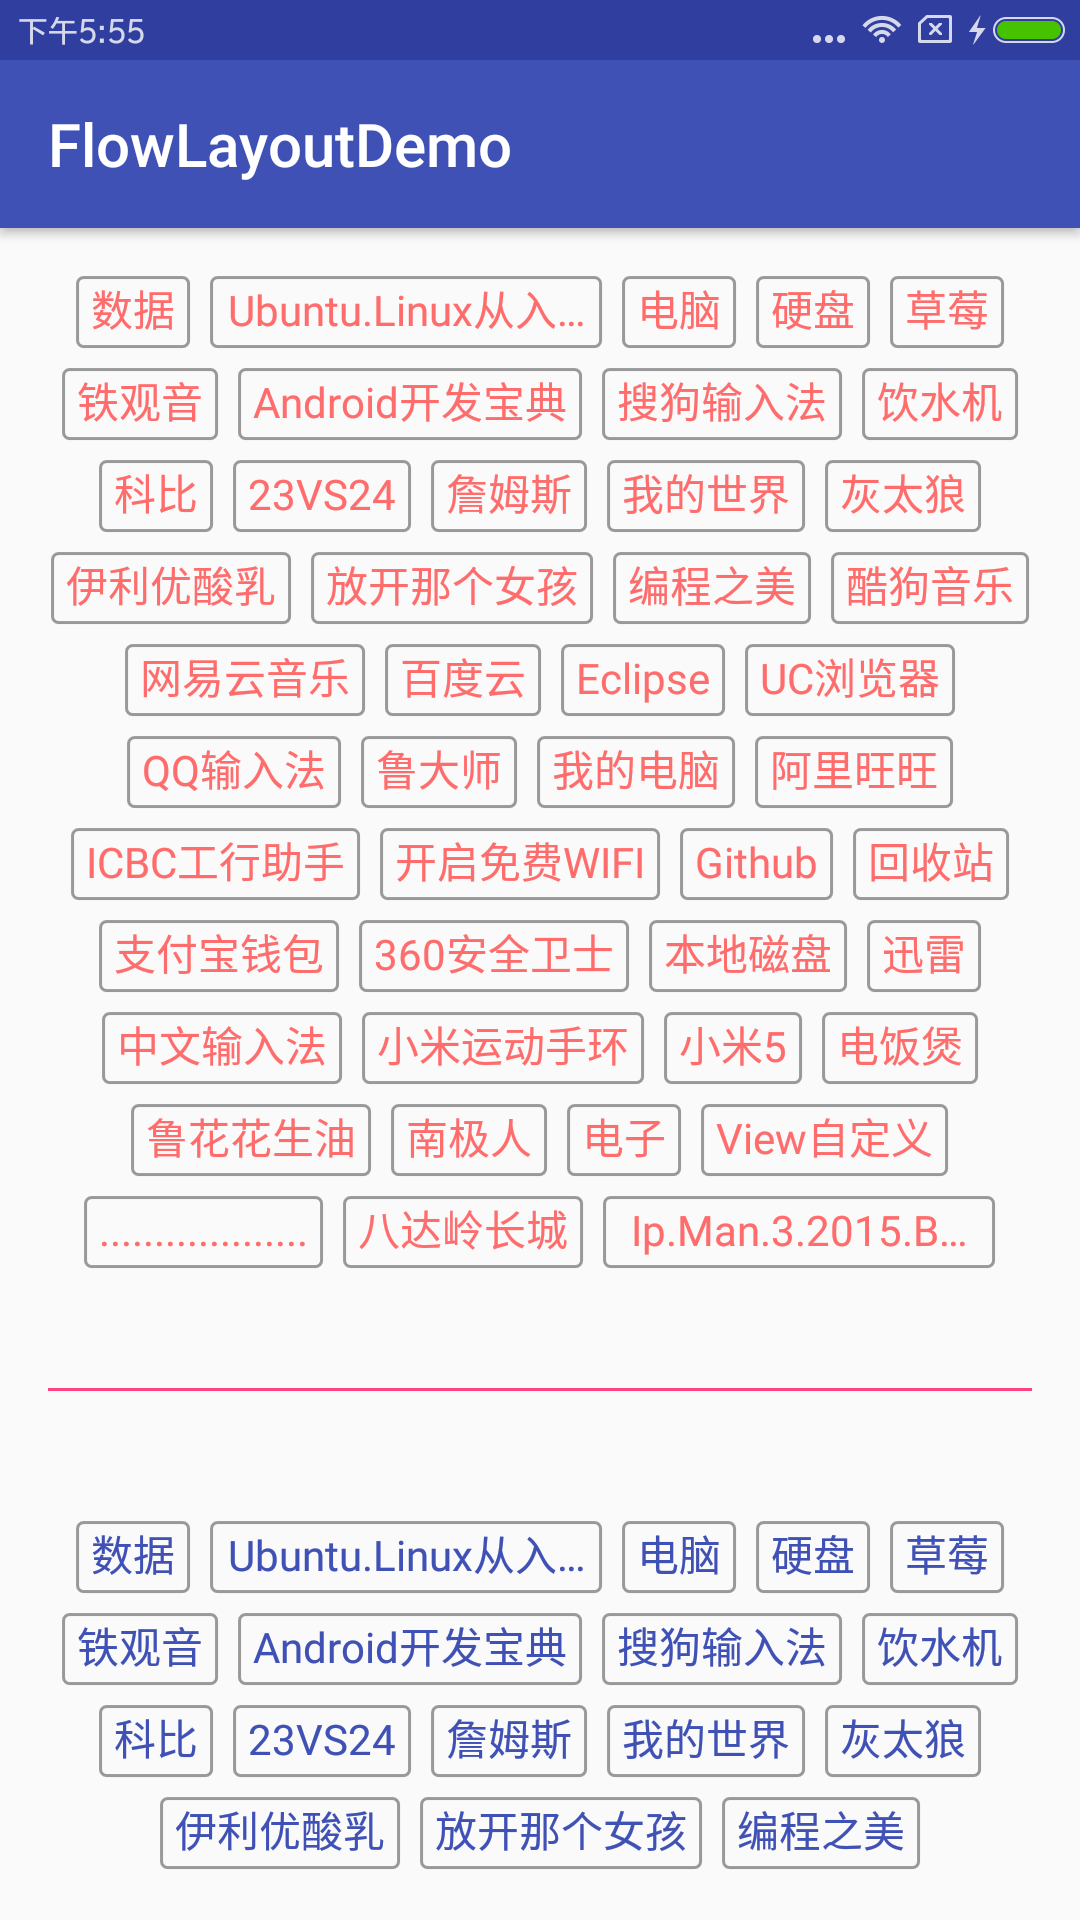 下午5:55
FlowLayoutDemo
数据 Ubuntu.Linux从入... 电脑 硬盘 草莓
铁观音 Android开发宝典 搜狗输入法 饮水机
科比 23VS24 詹姆斯 我的世界 灰太狼
伊利优酸乳 放开那个女孩 编程之美 酷狗音乐
网易云音乐 百度云 Eclipse UC浏览器
QQ输入法 鲁大师 我的电脑 阿里旺旺
ICBC工行助手 开启免费WIFI Github 回收站
支付宝钱包 360安全卫士 本地磁盘 迅雷
中文输入法 小米运动手环 小米5 电饭煲
鲁花花生油 南极人 电子 View自定义
................... 八达岭长城 Ip.Man.3.2015.B...
数据 Ubuntu.Linux从入... 电脑 硬盘 草莓
铁观音 Android开发宝典 搜狗输入法 饮水机
科比 23VS24 詹姆斯 我的世界 灰太狼
伊利优酸乳 放开那个女孩 编程之美